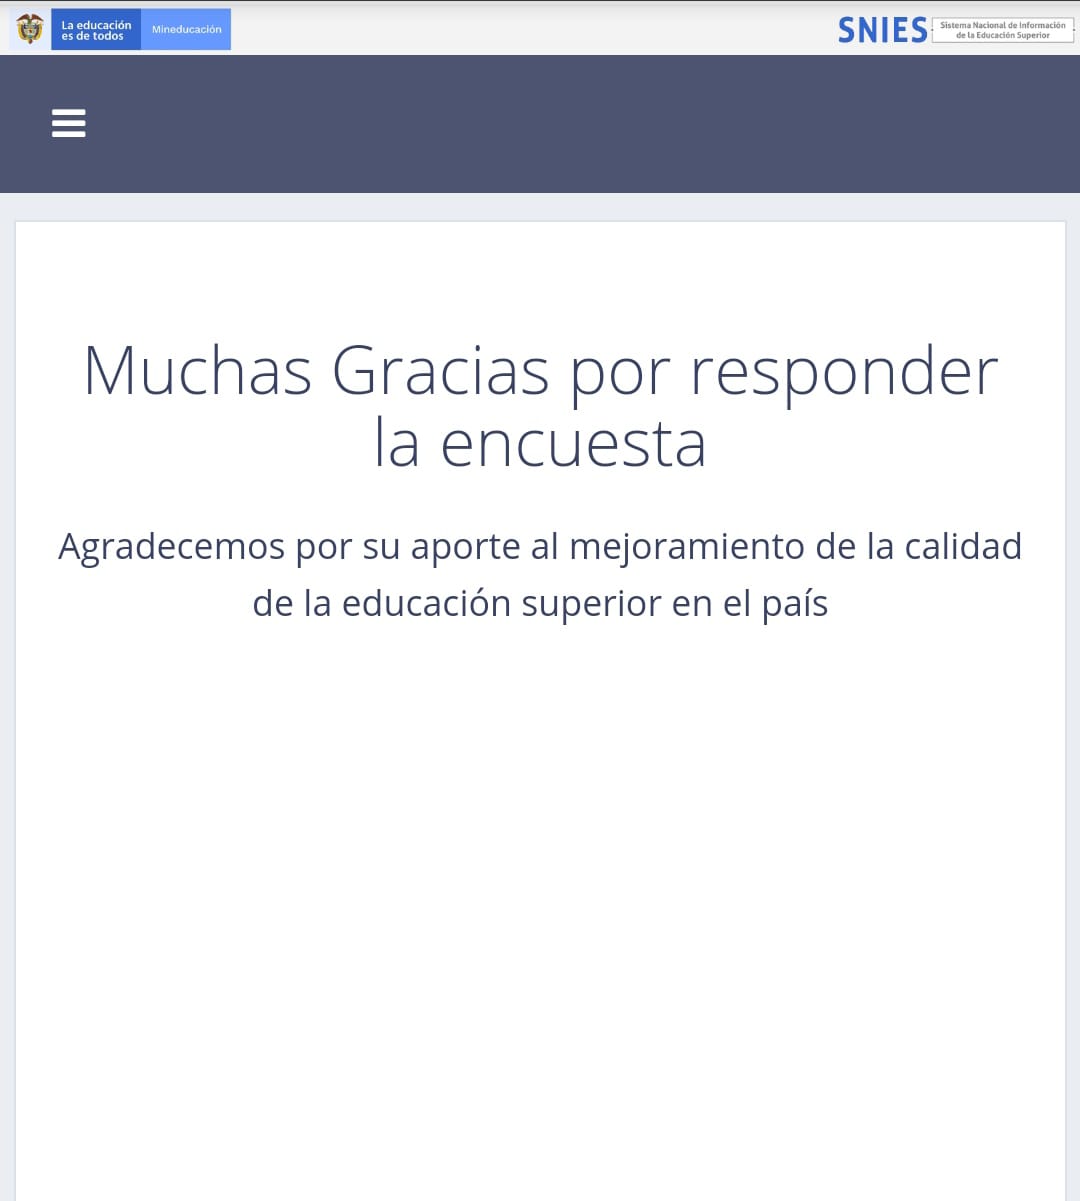 La educación
es de todos
Mineducación
SNIES
Sistema Nacional de Información
de la Educación Superior
Muchas Gracias por responder
la encuesta
Agradecemos por su aporte al mejoramiento de la calidad
de la educación superior en el país